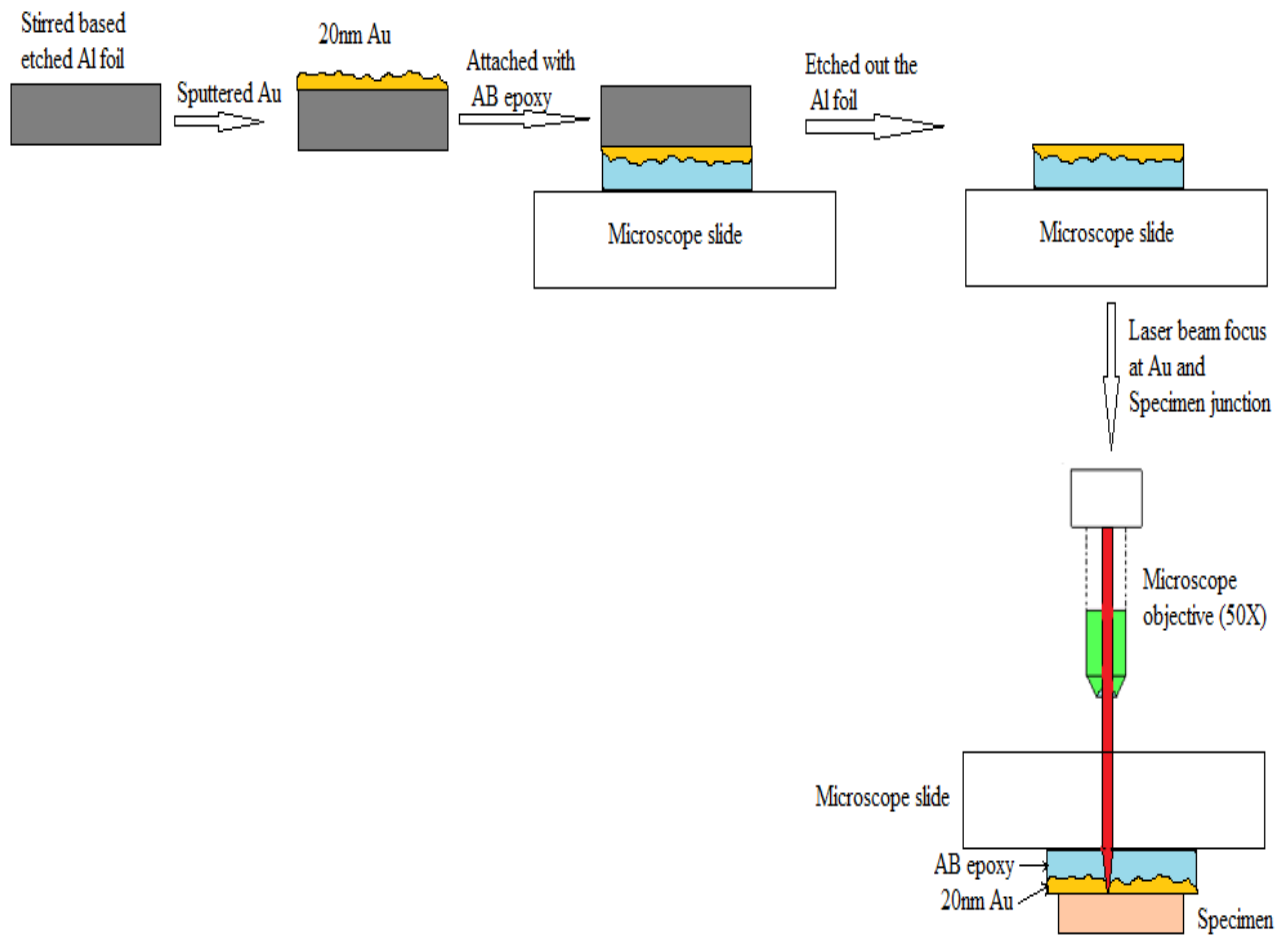 Stirred based
etched Al foil
Sputtered Au
20nm Au
Attached with
AB epoxy
Microscope slide
Etched out the
Al foil
Microscope slide
Laser beam focus
at Au and
Specimen junction
Microscope
objective (50X)
Microscope slide
AB epoxy
20nm Au
Specimen